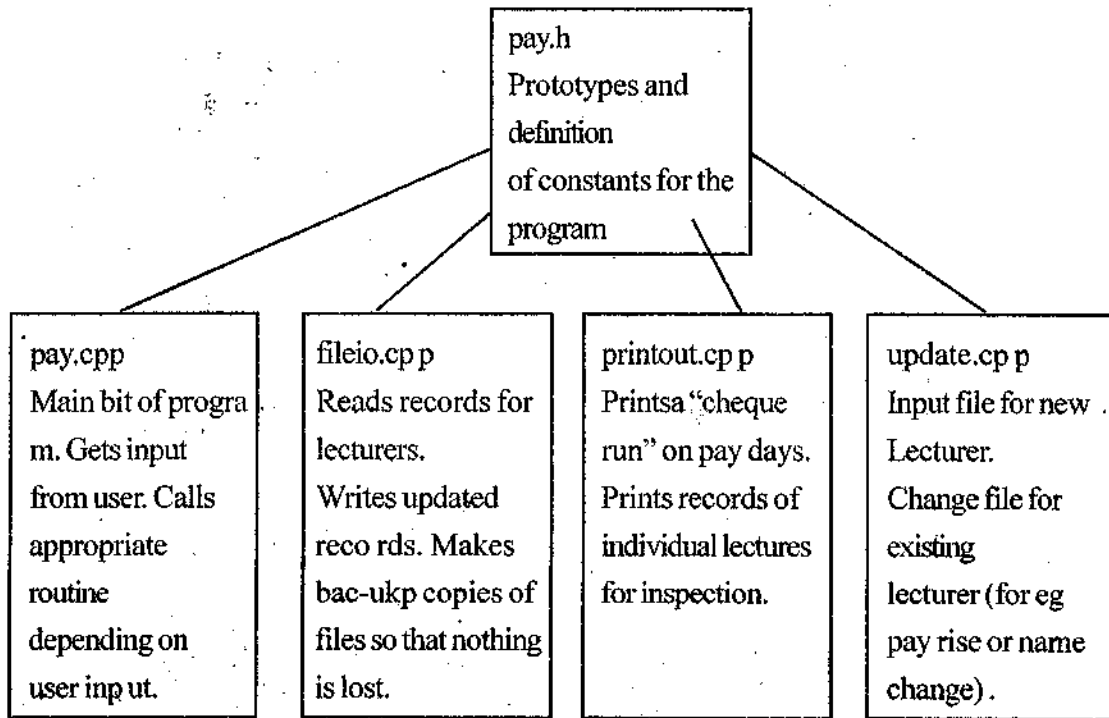 pay.h
Prototypes and
definition
of constants for the
program
pay.cpp
Main bit of progra
m. Gets input
from user. Calls
appropriate
routine
depending on
user inp ut.
fileio.cp p
Reads records for
lecturers.
Writes updated
reco rds. Makes
bac-ukp copies of
files so that nothing
is lost.
printout.cp p
Printsa “cheque
run” on pay days.
Prints records of
individual lectures
for inspection.
update.cp p
Input file for new
Lecturer.
Change file for
existing
lecturer (for eg
pay rise or name
change) .